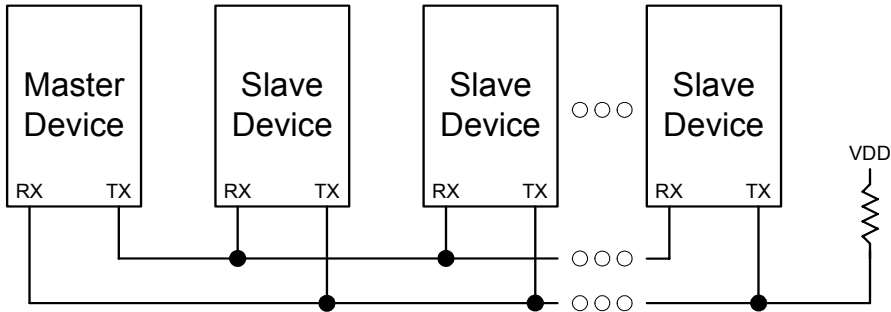 Master
Device
Slave
Device
Slave
Device
Slave
Device
VDD
RX TX
RX TX
RX TX
RX TX